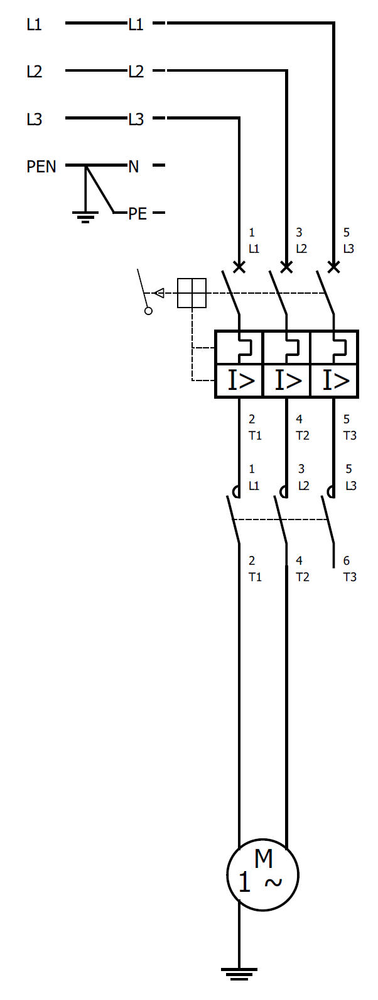 L1 L1
L2 L2
L3 L3
PEN N
PE
1 3 5
L1 L2 L3
I> I> I>
2 4 5
T1 T2 T3
1 3 5
L1 L2 L3
2 4 6
T1 T2 T3
M
1 ~